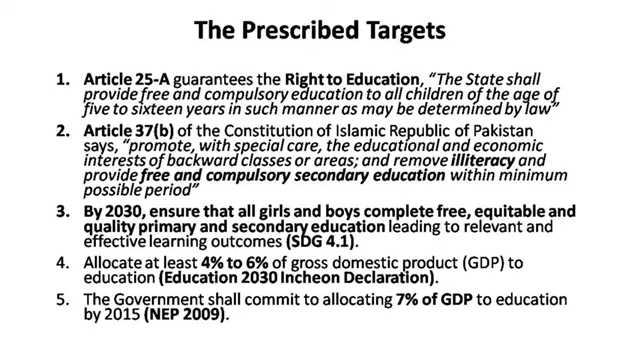 The Prescribed Targets
1. Article 25-A guarantees the Right to Education, “The State shall
provide free and compulsory education to all children of the age of
five to sixteen years in such manner as may be determined by law”
2. Article 37(b) of the Constitution of Islamic Republic of Pakistan
says, “promote, with special care, the educational and economic
interests of backward classes or areas; and remove illiteracy and
provide free and compulsory secondary education within minimum
possible period”
3. By 2030, ensure that all girls and boys complete free, equitable and
quality primary and secondary education leading to relevant and
effective learning outcomes (SDG 4.1).
4. Allocate at least 4% to 6% of gross domestic product (GDP) to
education (Education 2030 Incheon Declaration).
5. The Government shall commit to allocating 7% of GDP to education
by 2015 (NEP 2009).